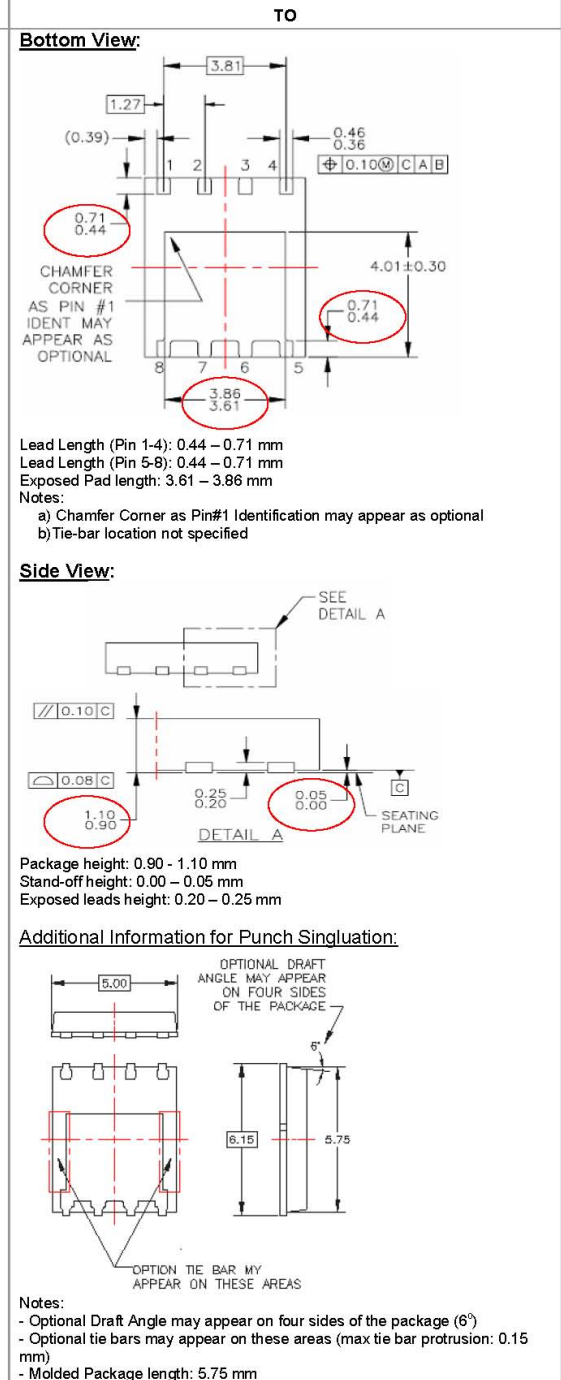 TO
Bottom View:
3.81
1.27
(0.39)
0.46
0.36
1 2 3 4
⌖ 0.10Ⓜ C A B
0.71
0.44
CHAMFER
CORNER
AS PIN #1
IDENT MAY
APPEAR AS
OPTIONAL
4.01±0.30
0.71
0.44
8 7 6 5
3.86
3.61
Lead Length (Pin 1-4): 0.44 – 0.71 mm
Lead Length (Pin 5-8): 0.44 – 0.71 mm
Exposed Pad length: 3.61 – 3.86 mm
Notes:
a) Chamfer Corner as Pin#1 Identification may appear as optional
b)Tie-bar location not specified
Side View:
SEE
DETAIL A
// 0.10 C
⌓ 0.08 C
1.10
0.90
0.25
0.20
0.05
0.00
C
SEATING
PLANE
DETAIL A
Package height: 0.90 - 1.10 mm
Stand-off height: 0.00 – 0.05 mm
Exposed leads height: 0.20 – 0.25 mm
Additional Information for Punch Singluation:
OPTIONAL DRAFT
ANGLE MAY APPEAR
ON FOUR SIDES
OF THE PACKAGE
5.00
6°
6.15
5.75
OPTION TIE BAR MY
APPEAR ON THESE AREAS
Notes:
- Optional Draft Angle may appear on four sides of the package (6⁰)
- Optional tie bars may appear on these areas (max tie bar protrusion: 0.15
mm)
- Molded Package length: 5.75 mm